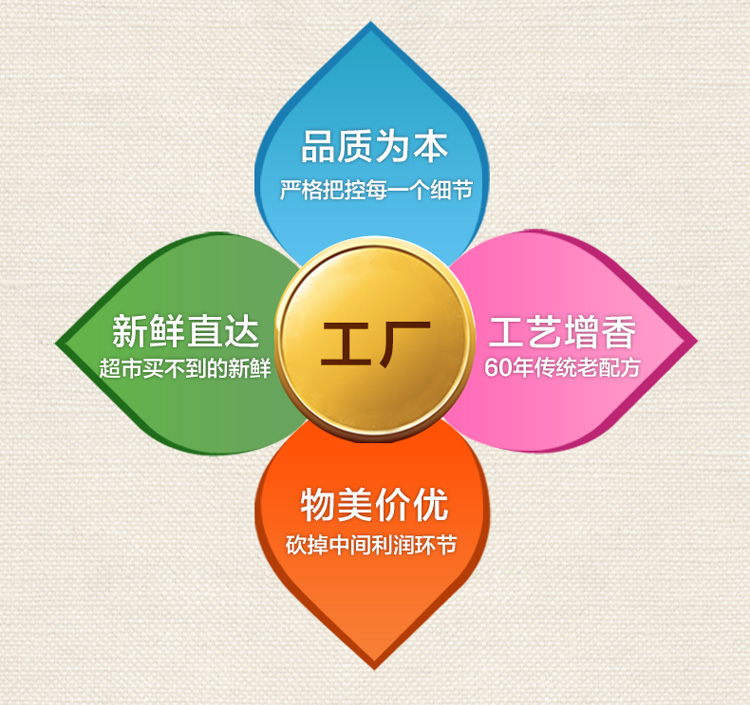 品质为本
严格把控每一个细节
新鲜直达
超市买不到的新鲜
工厂
工艺增香
60年传统老配方
物美价优
砍掉中间利润环节